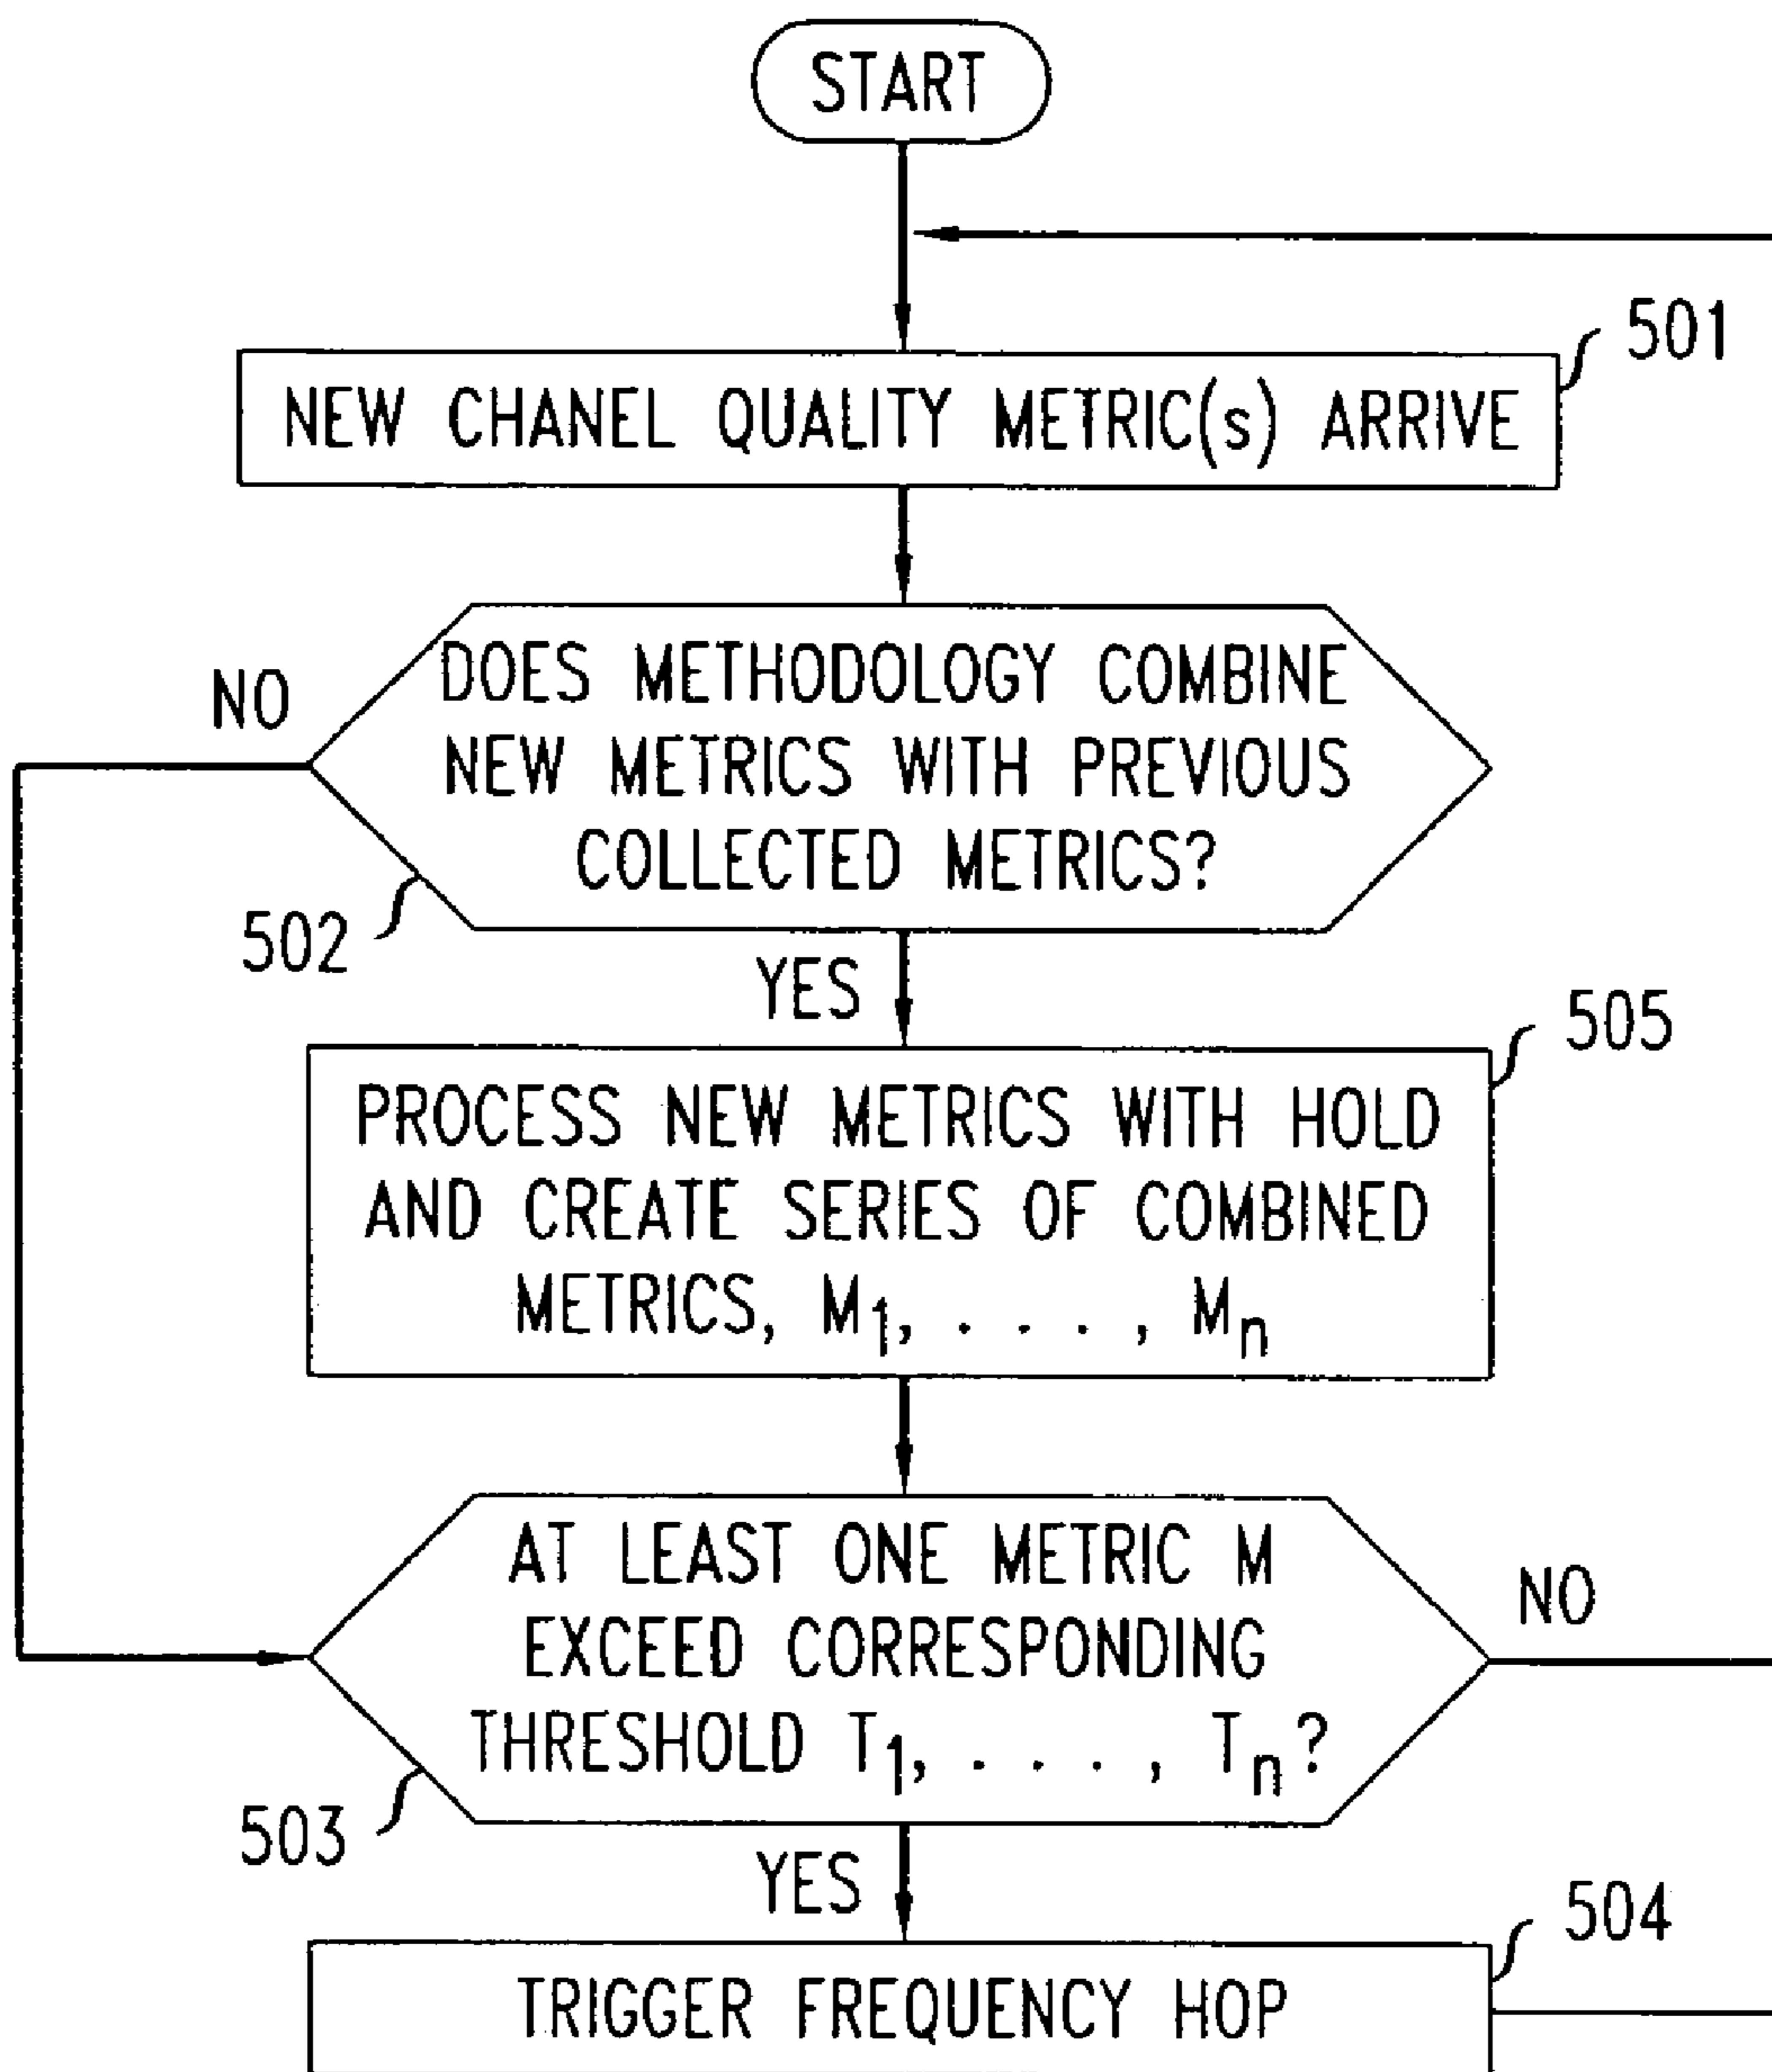 START
501
NEW CHANEL QUALITY METRIC(s) ARRIVE
NO
DOES METHODOLOGY COMBINE
NEW METRICS WITH PREVIOUS
COLLECTED METRICS?
502
YES
505
PROCESS NEW METRICS WITH HOLD
AND CREATE SERIES OF COMBINED
METRICS, M1, . . . , Mn
AT LEAST ONE METRIC M
EXCEED CORRESPONDING
THRESHOLD T1, . . . , Tn?
NO
503
YES
504
TRIGGER FREQUENCY HOP